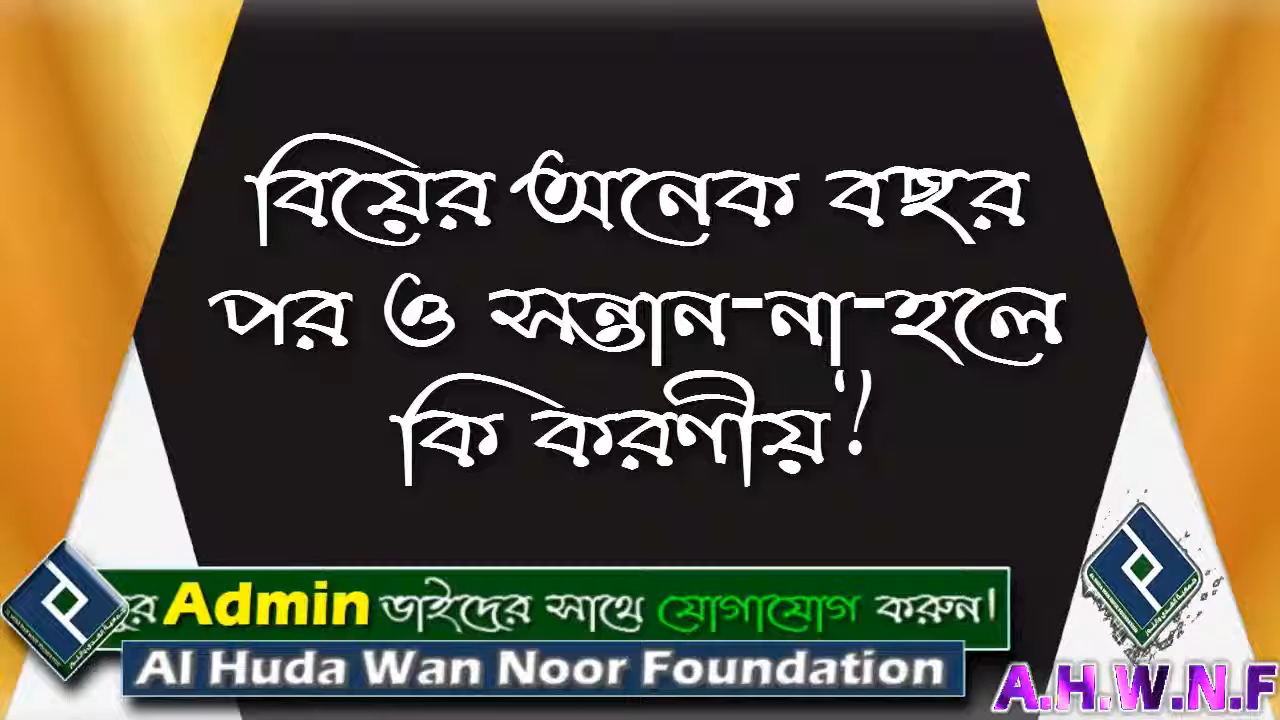 বিয়ের অনেক বছর
পর ও সন্তান-না-হলে
কি করণীয়'!
Admin ভাইদের সাথে যোগাযোগ করুন।
Al Huda Wan Noor Foundation
A.H.W.N.F